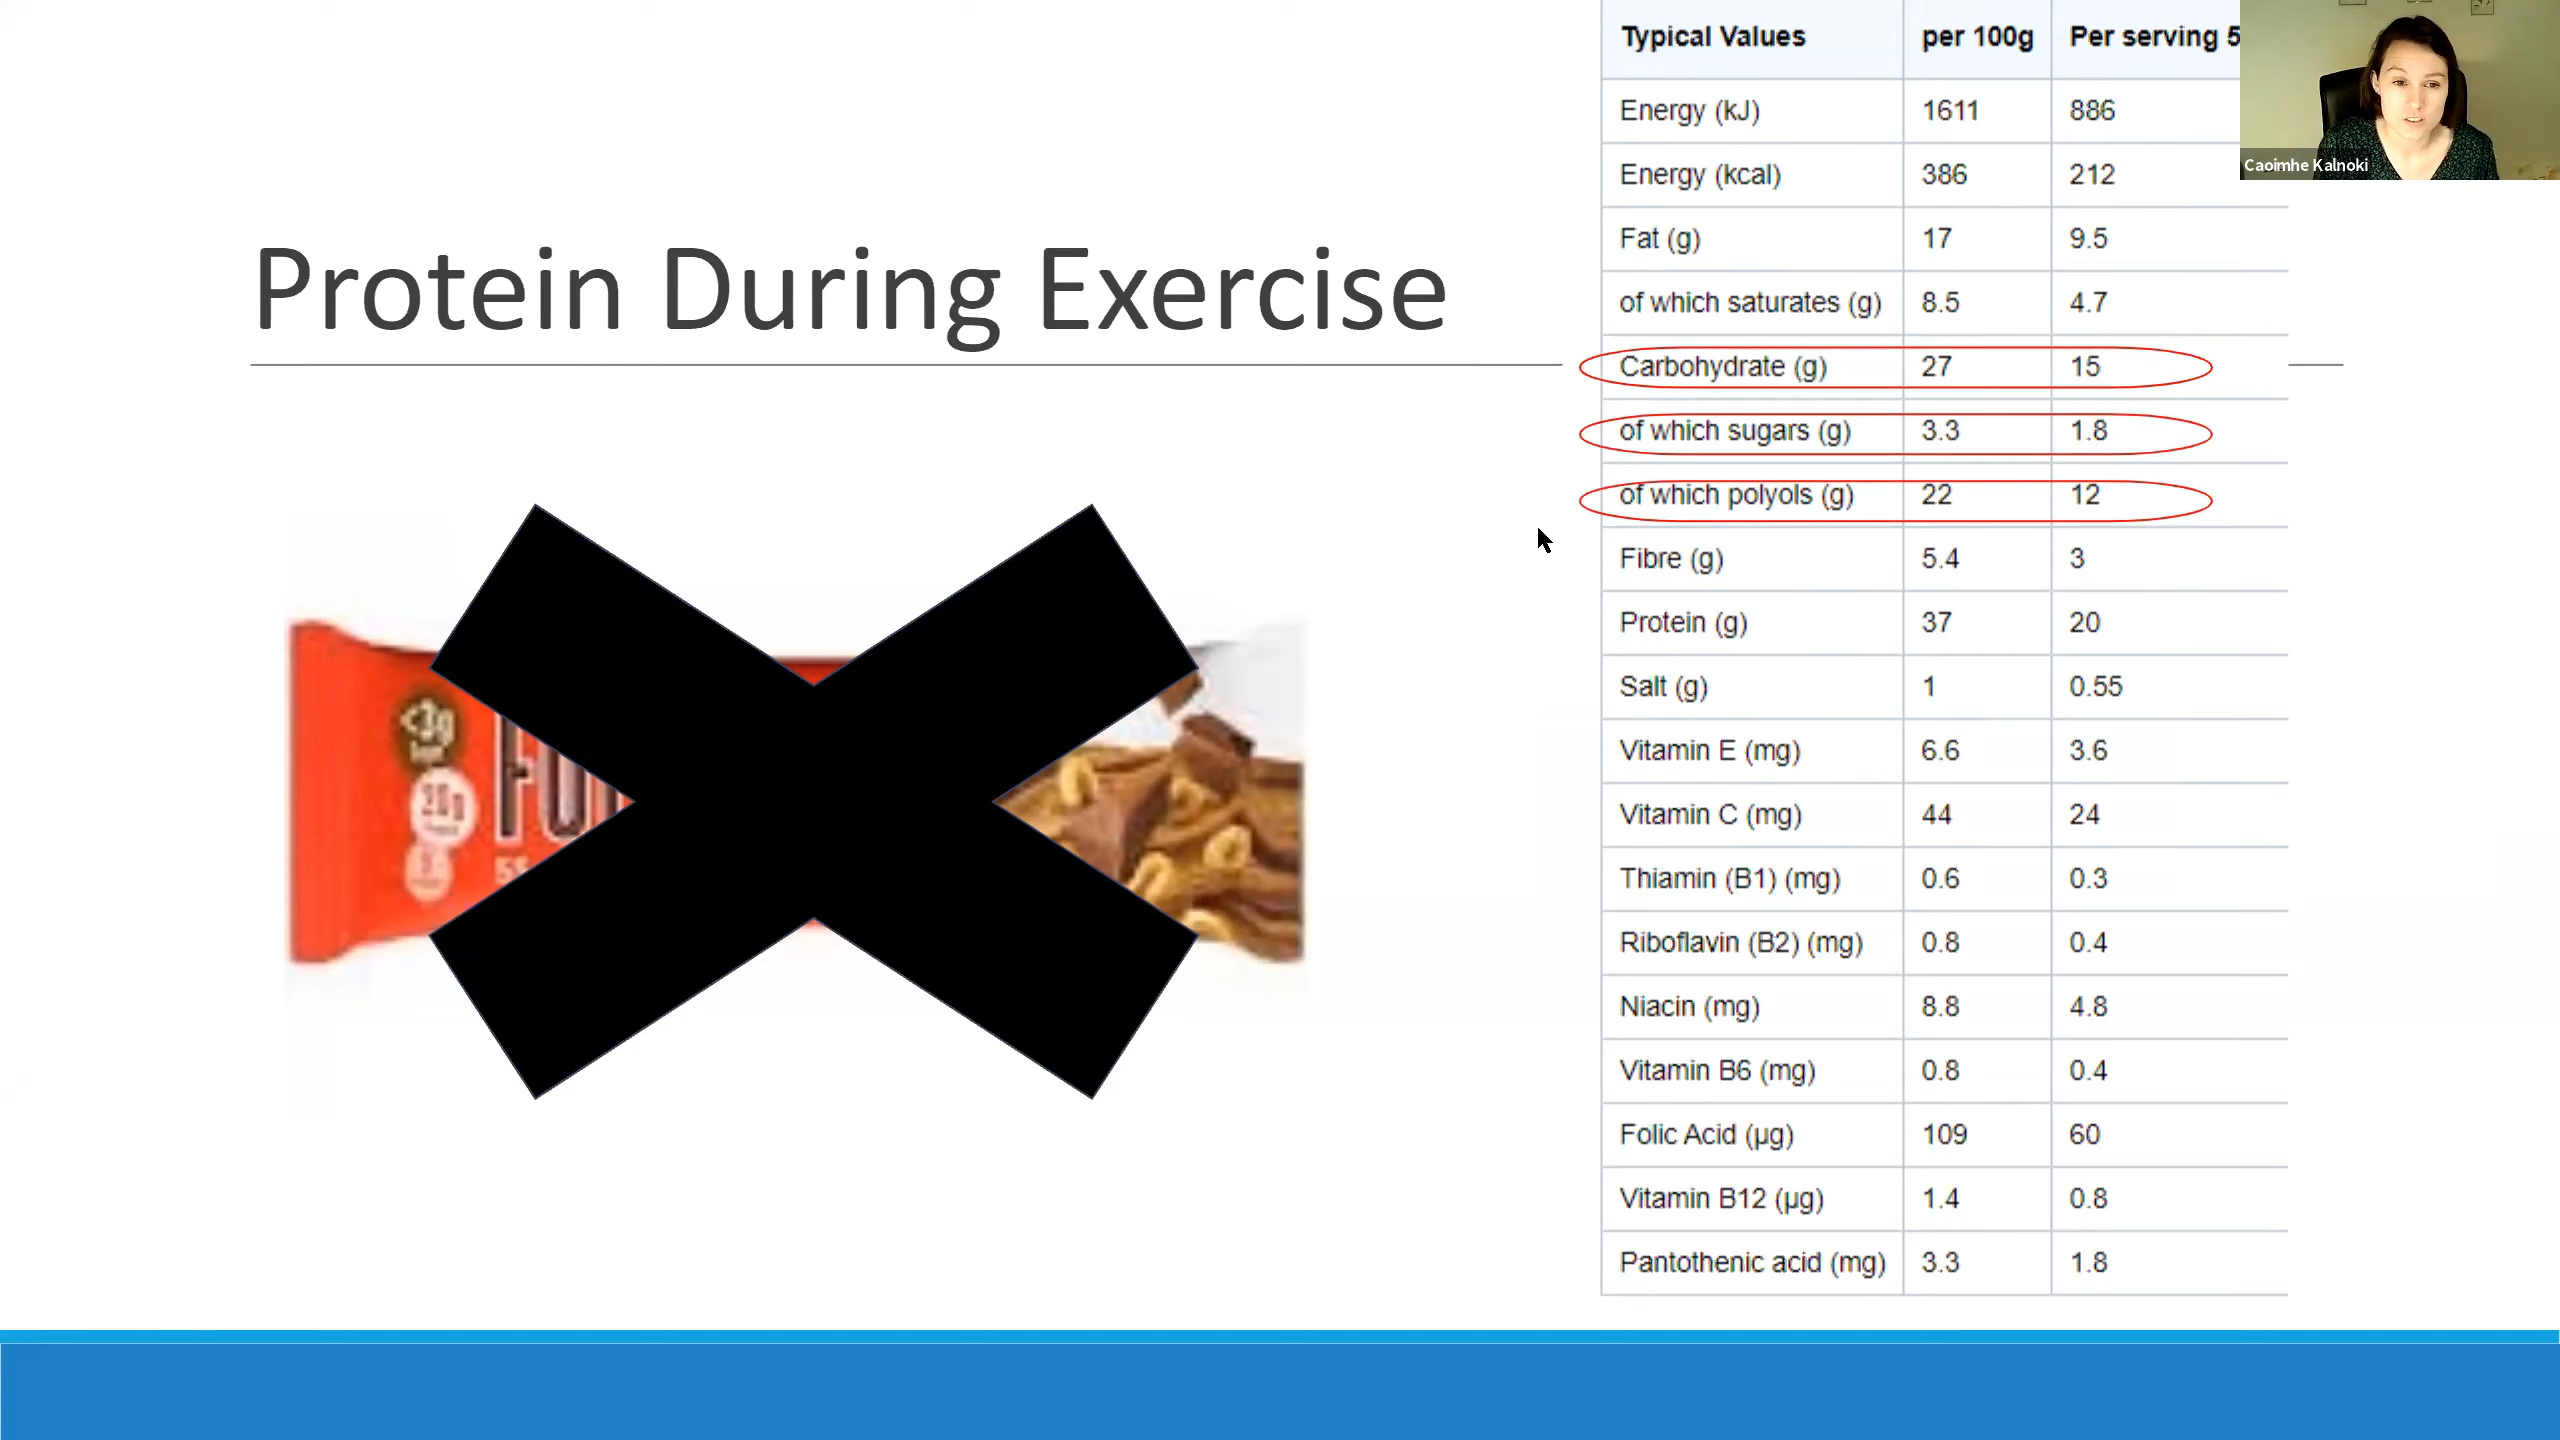 Protein During Exercise
<3g
20g
FU
55
Typical Values per 100g Per serving 5
Energy (kJ) 1611 886
Energy (kcal) 386 212
Fat (g) 17 9.5
of which saturates (g) 8.5 4.7
Carbohydrate (g) 27 15
of which sugars (g) 3.3 1.8
of which polyols (g) 22 12
Fibre (g) 5.4 3
Protein (g) 37 20
Salt (g) 1 0.55
Vitamin E (mg) 6.6 3.6
Vitamin C (mg) 44 24
Thiamin (B1) (mg) 0.6 0.3
Riboflavin (B2) (mg) 0.8 0.4
Niacin (mg) 8.8 4.8
Vitamin B6 (mg) 0.8 0.4
Folic Acid (µg) 109 60
Vitamin B12 (µg) 1.4 0.8
Pantothenic acid (mg) 3.3 1.8
Caoimhe Kalnoki